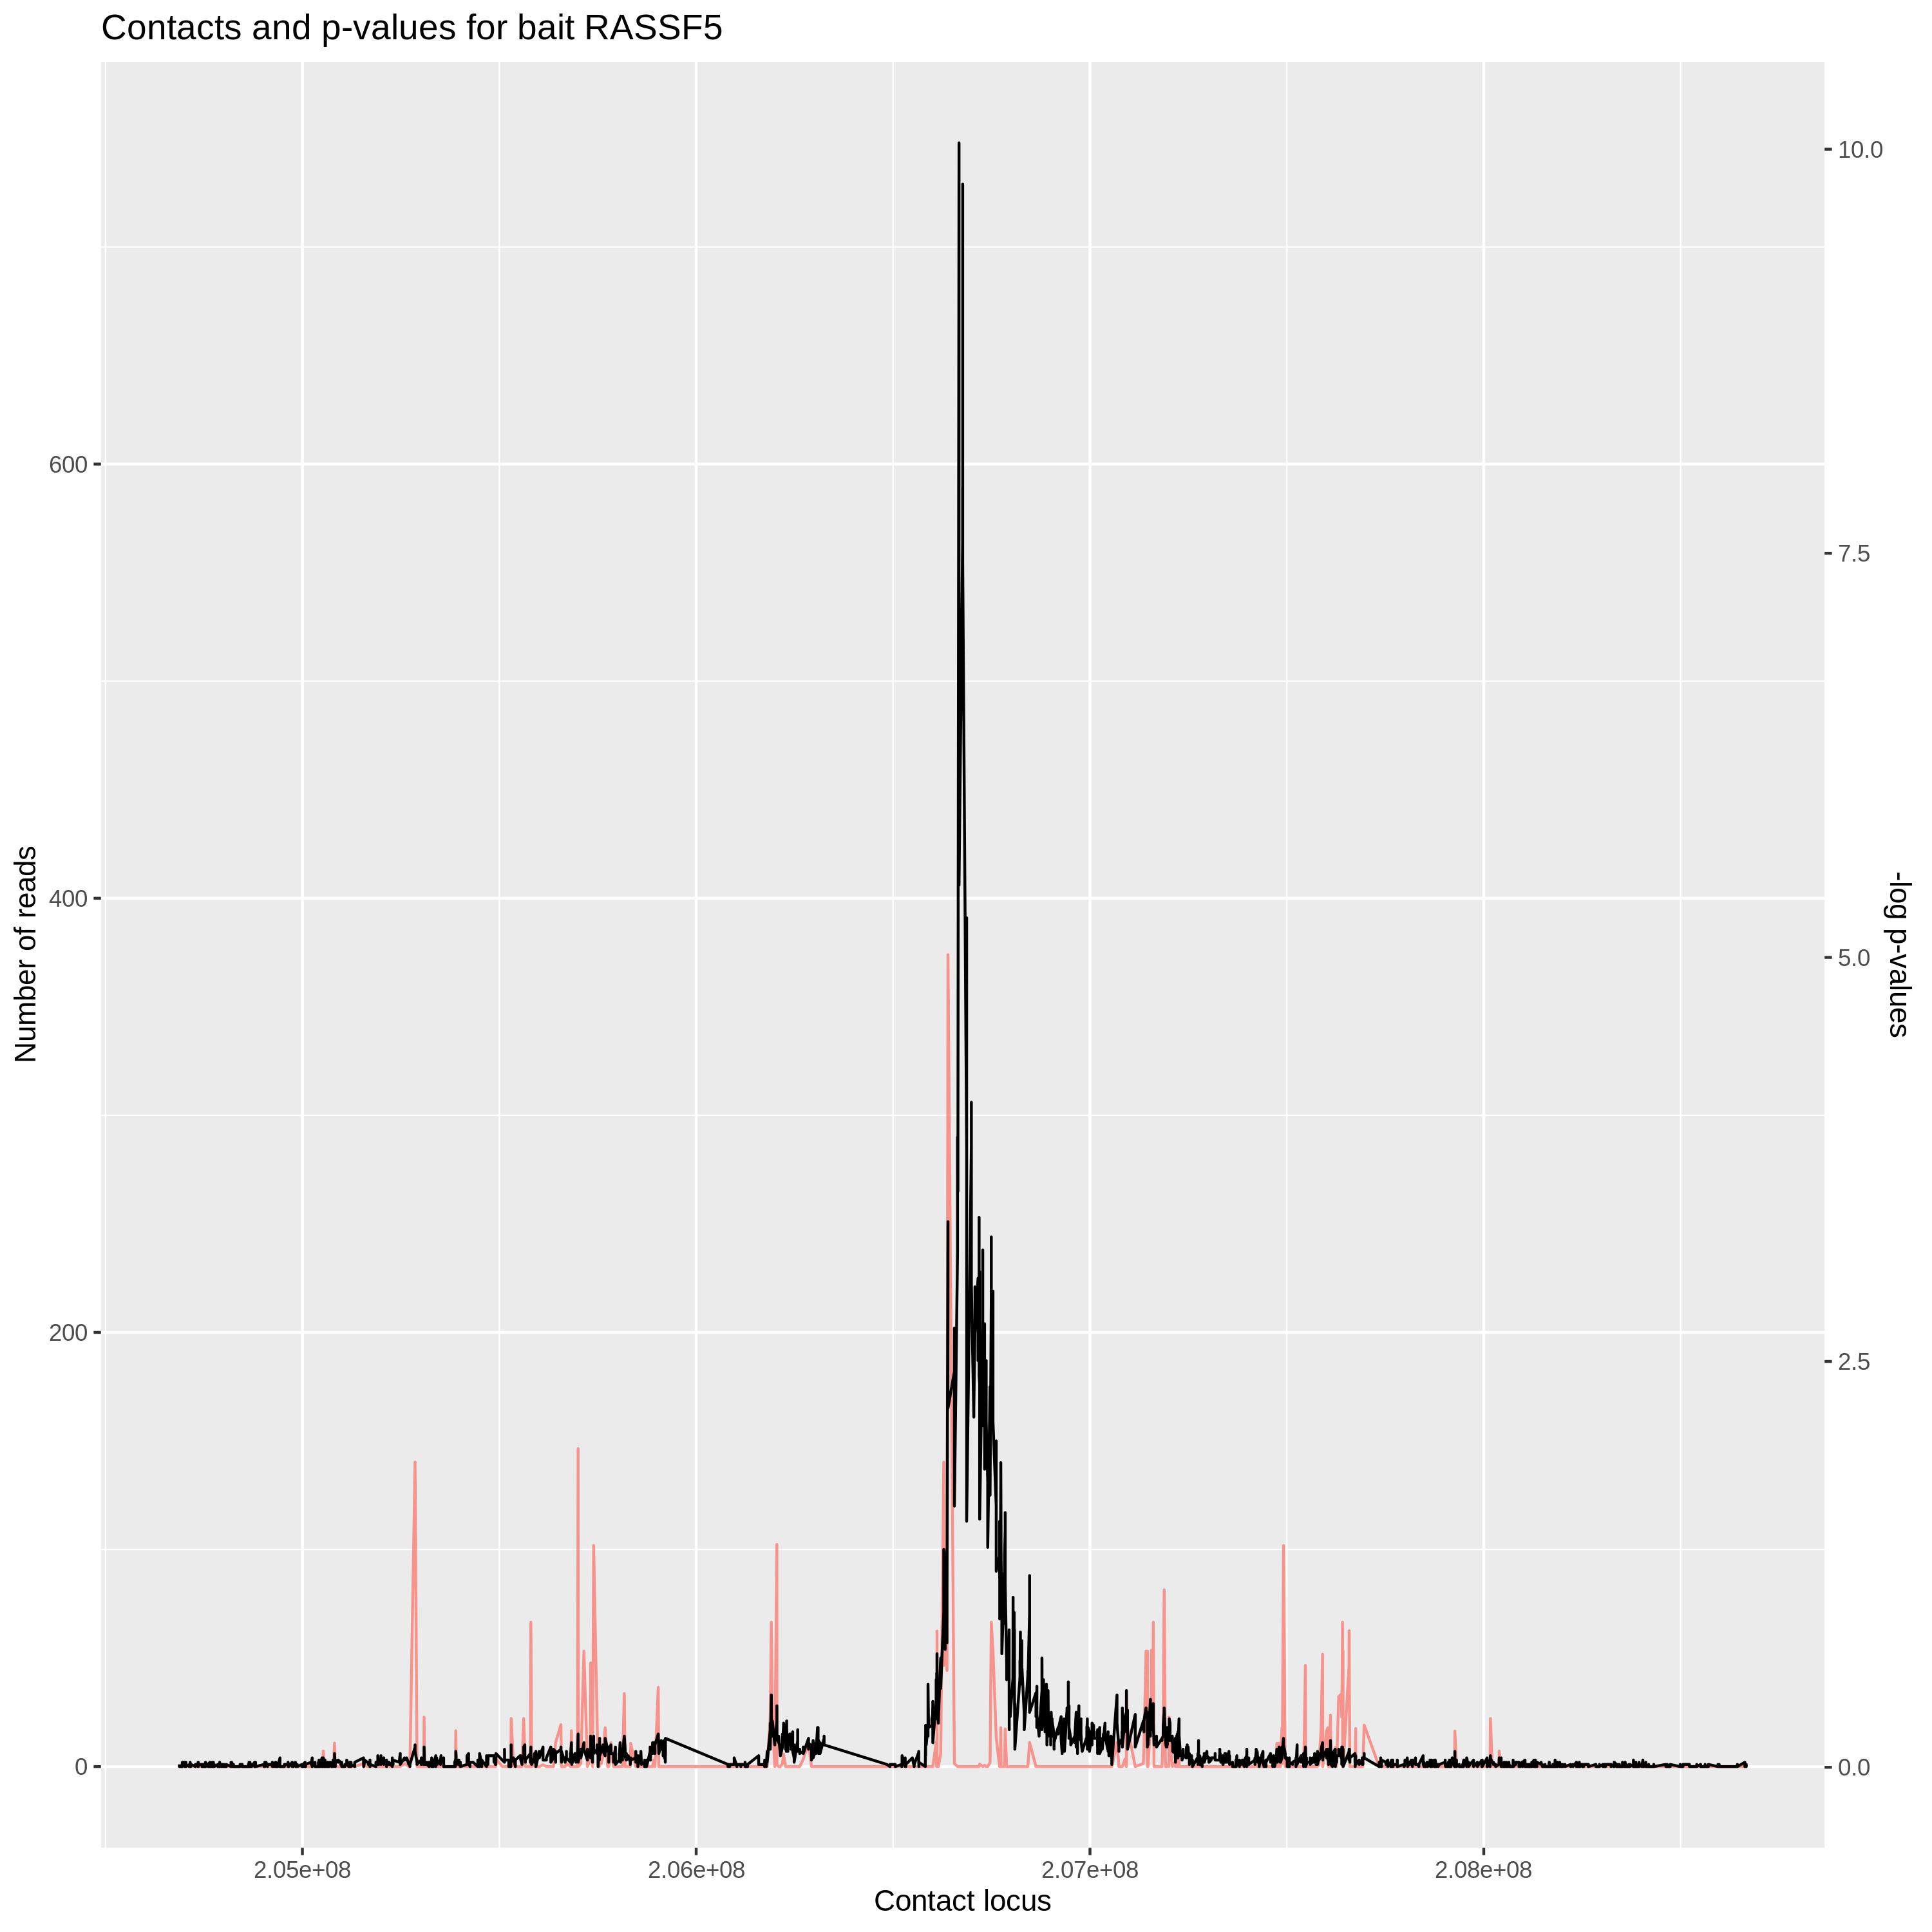 Contacts and p-values for bait RASSF5
Number of reads
600
400
200
0
10.0
7.5
5.0
2.5
0.0
-log p-values
2.05e+08 2.06e+08 2.07e+08 2.08e+08
Contact locus